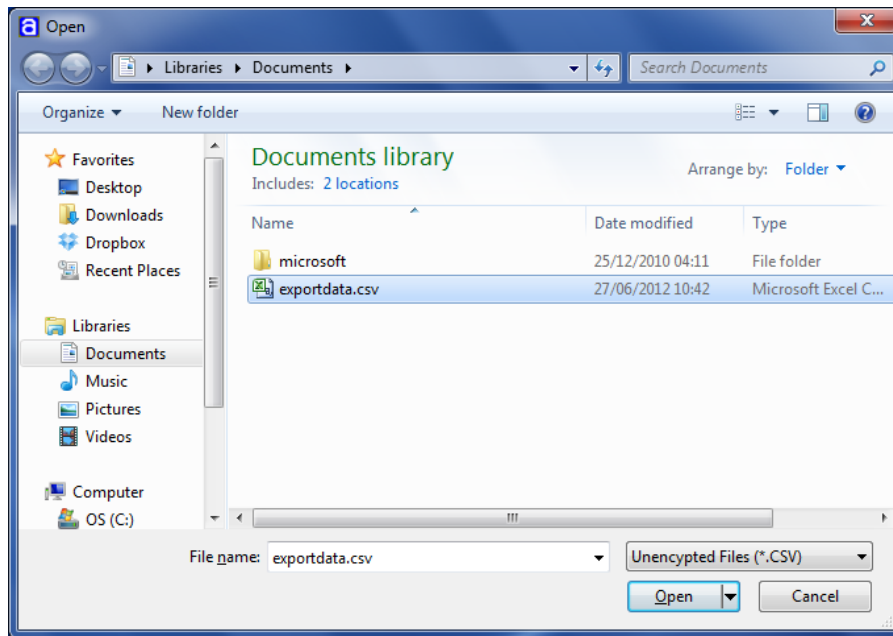 a Open
Libraries Documents
Search Documents
Organize New folder
Favorites
Desktop
Downloads
Dropbox
Recent Places
Libraries
Documents
Music
Pictures
Videos
Computer
OS (C:)
Documents library
Includes: 2 locations
Arrange by: Folder
Name Date modified Type
microsoft 25/12/2010 04:11 File folder
exportdata.csv 27/06/2012 10:42 Microsoft Excel C...
File name: exportdata.csv Unencypted Files (*.CSV)
Open Cancel